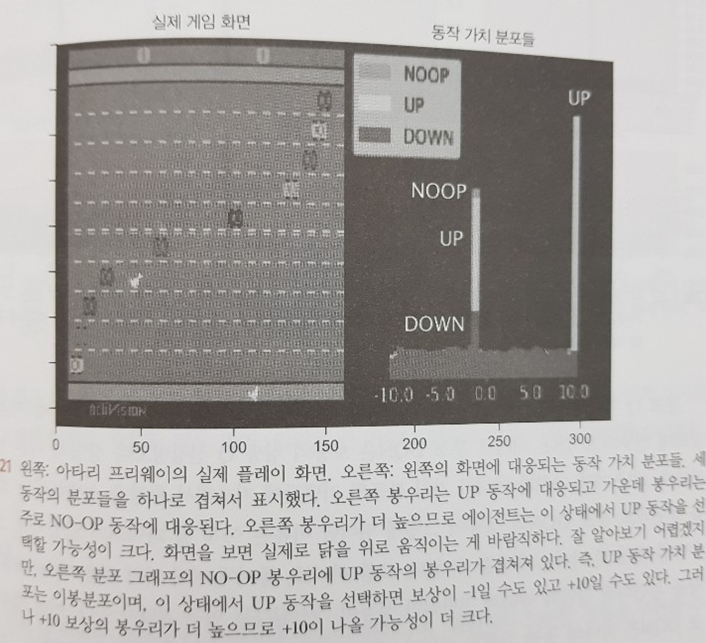 실제 게임 화면
동작 가치 분포들
0 0
NOOP
UP
DOWN
UP
NOOP
UP
DOWN
-10.0 -5.0 0.0 5.0 10.0
ActiVision
0 50 100 150 200 250 300
21 왼쪽: 아타리 프리웨이의 실제 플레이 화면. 오른쪽: 왼쪽의 화면에 대응되는 동작 가치 분포들. 세
동작의 분포들을 하나로 겹쳐서 표시했다. 오른쪽 봉우리는 UP 동작에 대응되고 가운데 봉우리는
주로 NO-OP 동작에 대응된다. 오른쪽 봉우리가 더 높으므로 에이전트는 이 상태에서 UP 동작을 선
택할 가능성이 크다. 화면을 보면 실제로 닭을 위로 움직이는 게 바람직하다. 잘 알아보기 어렵겠지
만, 오른쪽 분포 그래프의 NO-OP 봉우리에 UP 동작의 봉우리가 겹쳐져 있다. 즉, UP 동작 가치 분
포는 이봉분포이며, 이 상태에서 UP 동작을 선택하면 보상이 -1일 수도 있고 +10일 수도 있다. 그러
나 +10 보상의 봉우리가 더 높으므로 +10이 나올 가능성이 더 크다.